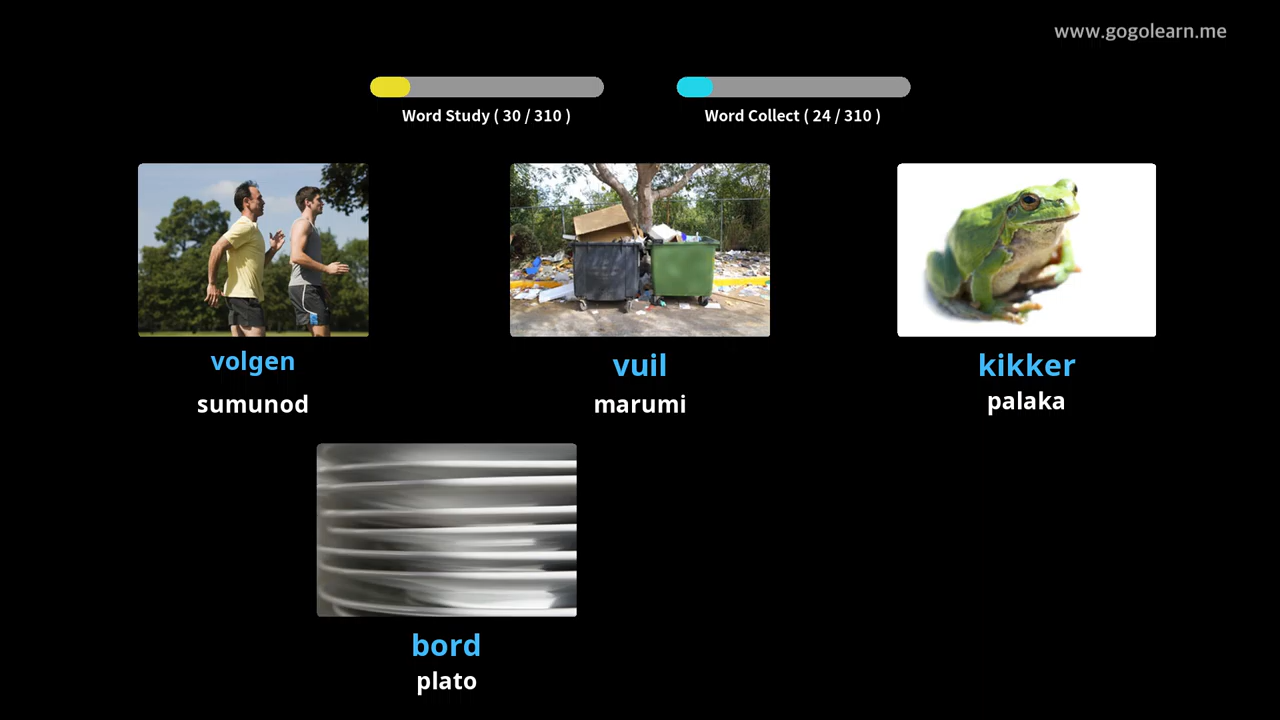 www.gogolearn.me
Word Study ( 30 / 310 )
Word Collect ( 24 / 310 )
volgen
sumunod
vuil
marumi
kikker
palaka
bord
plato